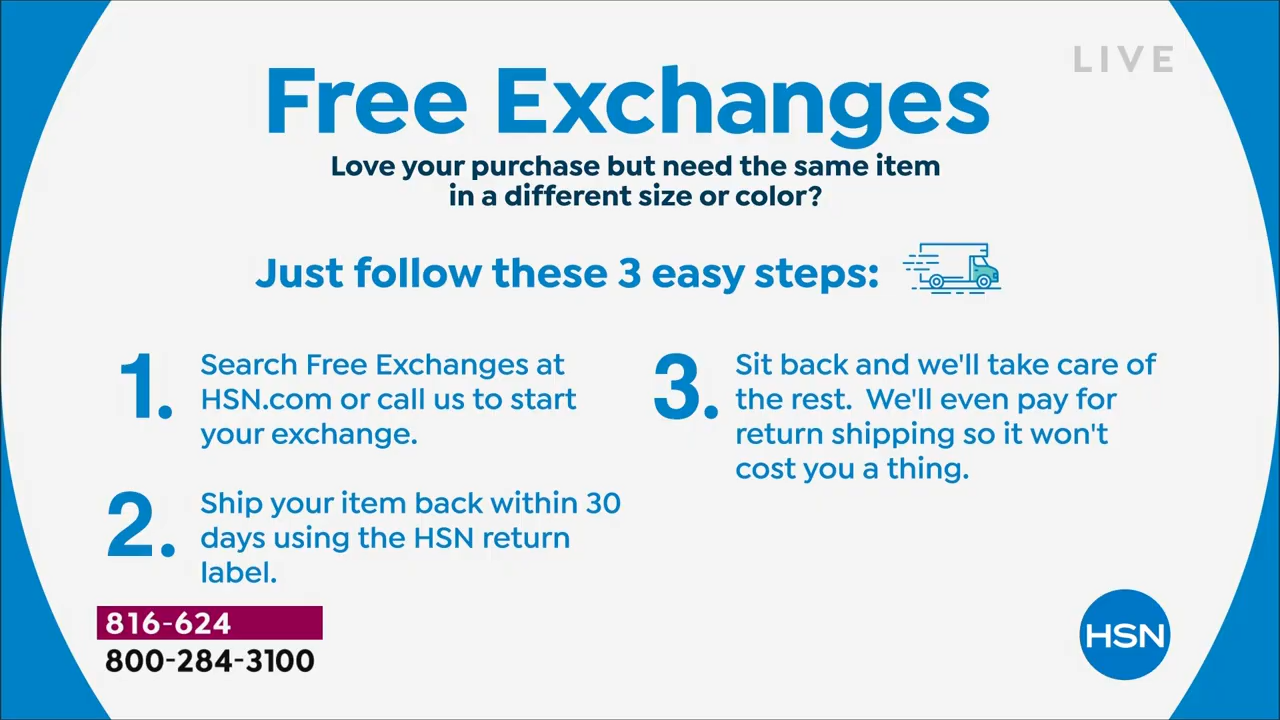 LIVE
Free Exchanges
Love your purchase but need the same item
in a different size or color?
Just follow these 3 easy steps:
1. Search Free Exchanges at
HSN.com or call us to start
your exchange.
2. Ship your item back within 30
days using the HSN return
label.
3. Sit back and we'll take care of
the rest.  We'll even pay for
return shipping so it won't
cost you a thing.
816-624
800-284-3100
HSN